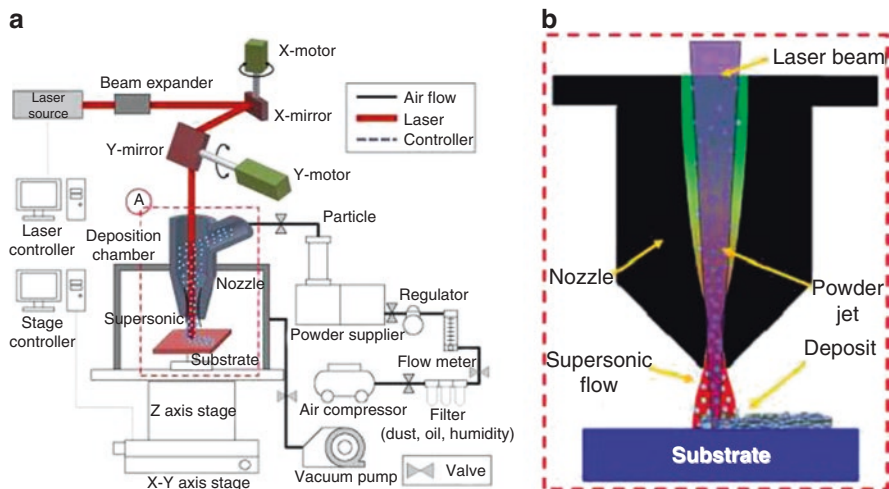 a
X-motor
Beam expander
Laser
source
X-mirror
Air flow
Laser
Controller
Y-mirror
Y-motor
A
Particle
Laser
controller
Deposition
chamber
Nozzle
Regulator
Supersonic
Powder supplier
Stage
controller
Substrate
Flow meter
Z axis stage
Air compressor
Filter
(dust, oil, humidity)
X-Y axis stage
Vacuum pump
Valve
b
Laser beam
Nozzle
Powder
jet
Supersonic
flow
Deposit
Substrate